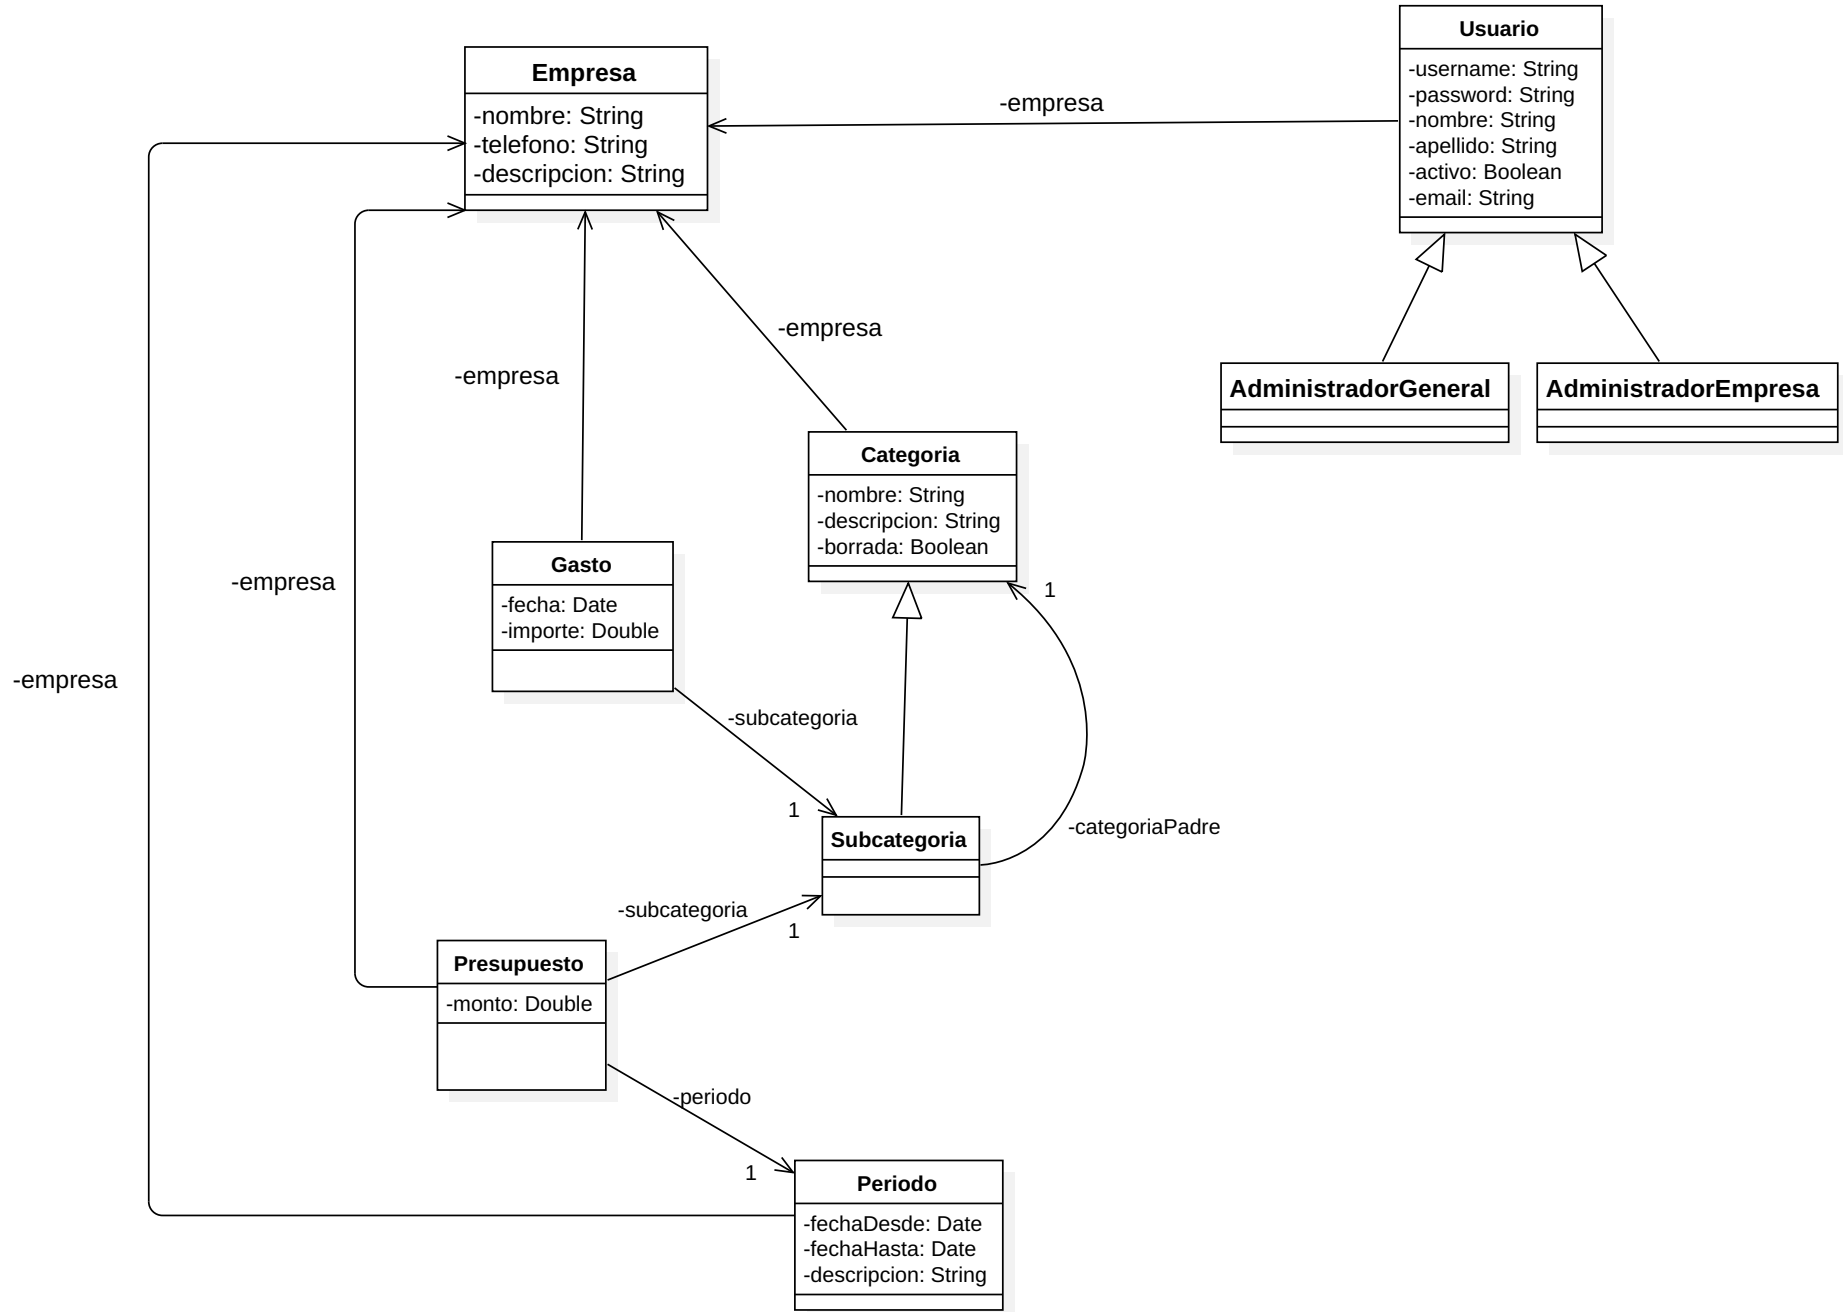 Usuario
-username: String
-password: String
-nombre: String
-apellido: String
-activo: Boolean
-email: String
Empresa
-nombre: String
-telefono: String
-descripcion: String
-empresa
-empresa
-empresa
AdministradorGeneral
AdministradorEmpresa
Categoria
-nombre: String
-descripcion: String
-borrada: Boolean
Gasto
-fecha: Date
-importe: Double
-empresa
1
-empresa
-subcategoria
1
Subcategoria
-categoriaPadre
-subcategoria
1
Presupuesto
-monto: Double
-periodo
1
Periodo
-fechaDesde: Date
-fechaHasta: Date
-descripcion: String